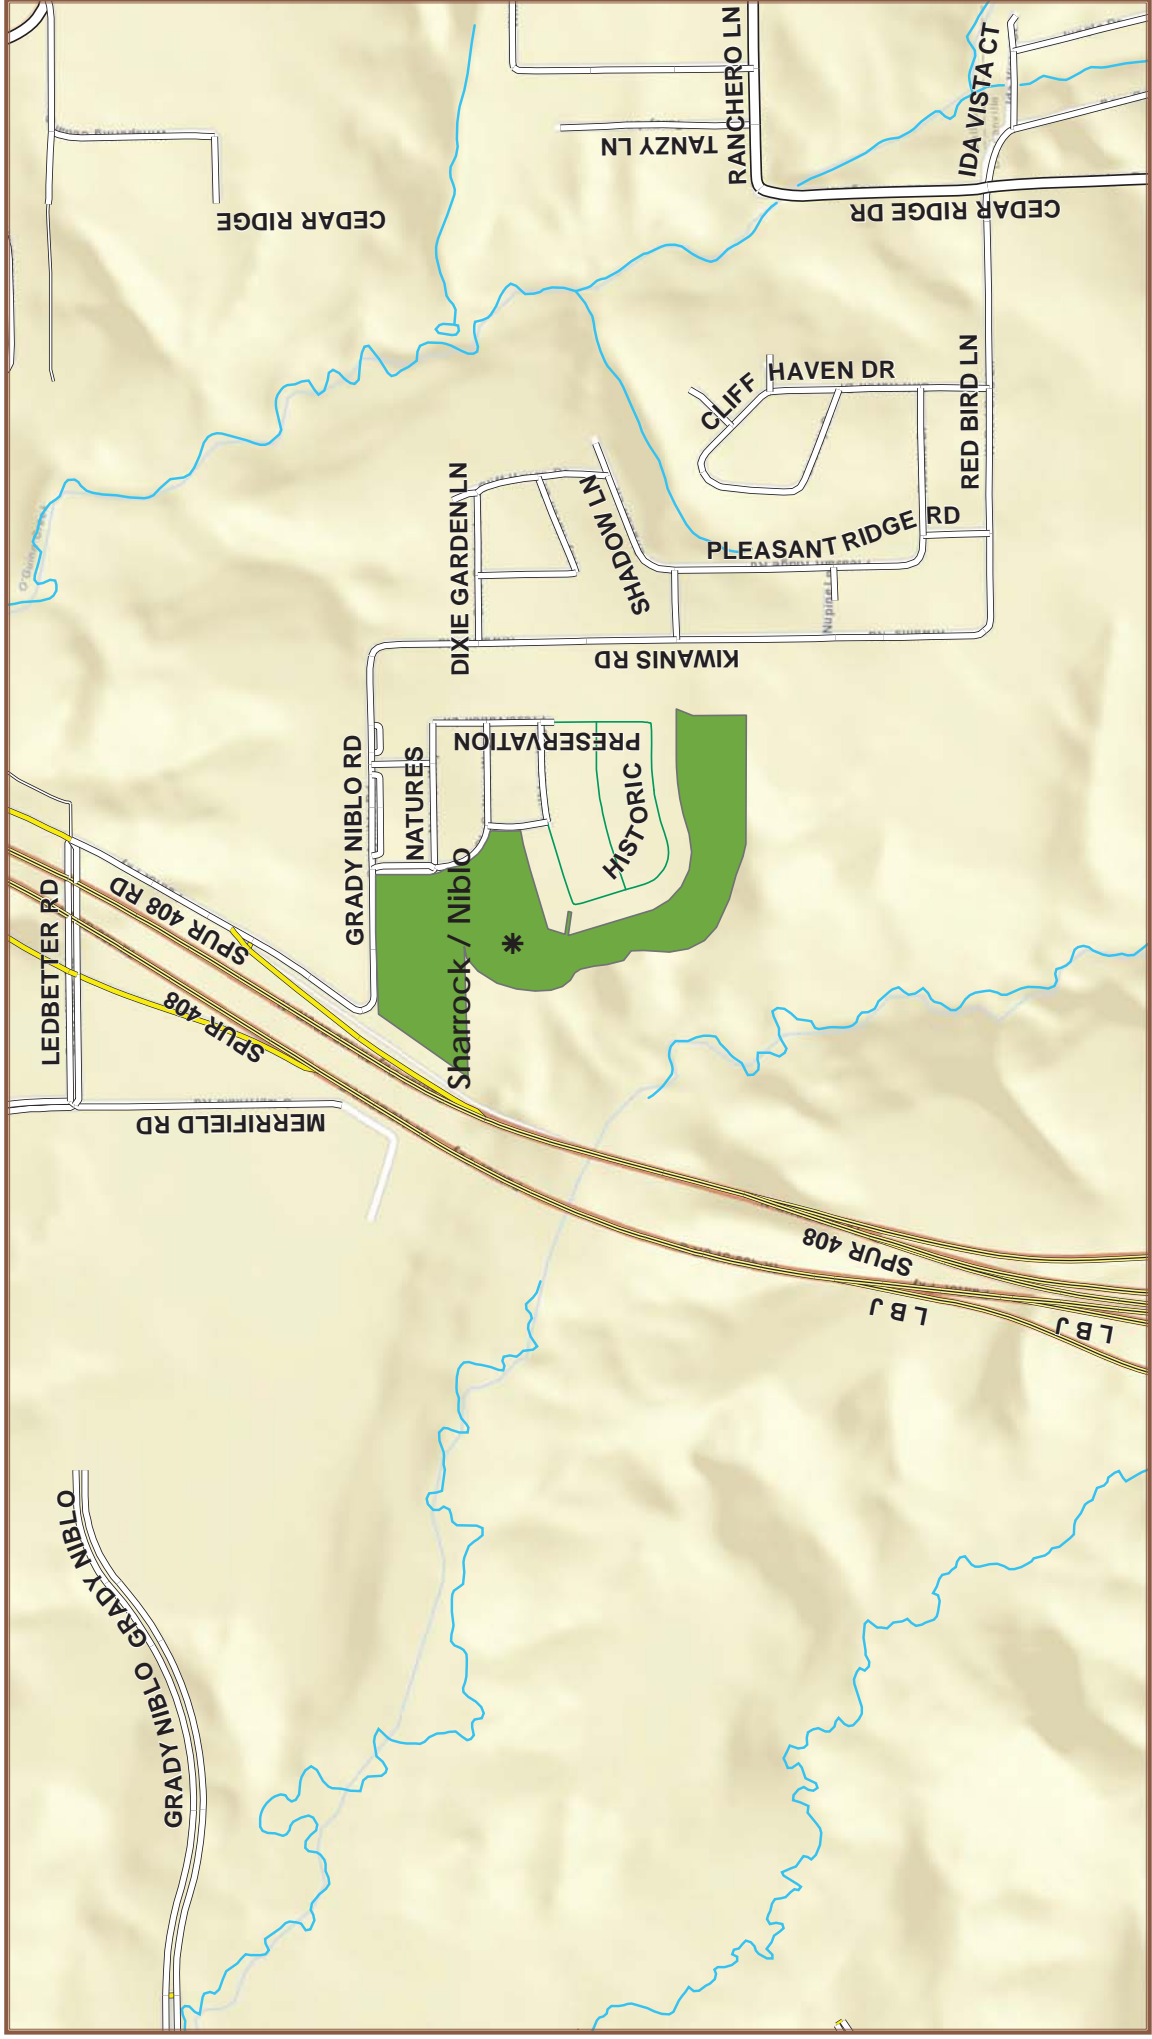 RANCHERO LN
IDA VISTA CT
TANZY LN
CEDAR RIDGE
CEDAR RIDGE DR
CEDAR RIDGE
CLIFF HAVEN DR
RED BIRD LN
DIXIE GARDEN LN
SHADOW LN
PLEASANT RIDGE RD
KIWANIS RD
GRADY NIBLO RD
NATURES
PRESERVATION
HISTORIC
Sharrock / Niblo
LEDBETTER RD
SPUR 408 RD
SPUR 408
MERRIFIELD RD
SPUR 408
L B J
L B J
GRADY NIBLO
GRADY NIBLO